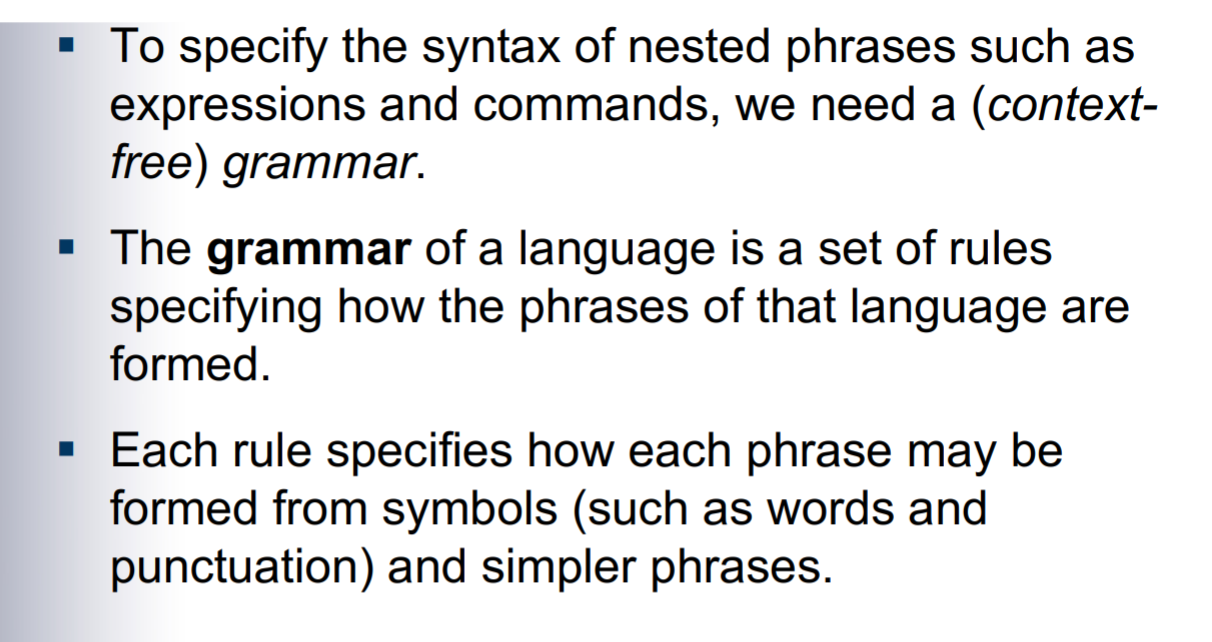 ▪ To specify the syntax of nested phrases such as
expressions and commands, we need a (context-
free) grammar.
▪ The grammar of a language is a set of rules
specifying how the phrases of that language are
formed.
▪ Each rule specifies how each phrase may be
formed from symbols (such as words and
punctuation) and simpler phrases.